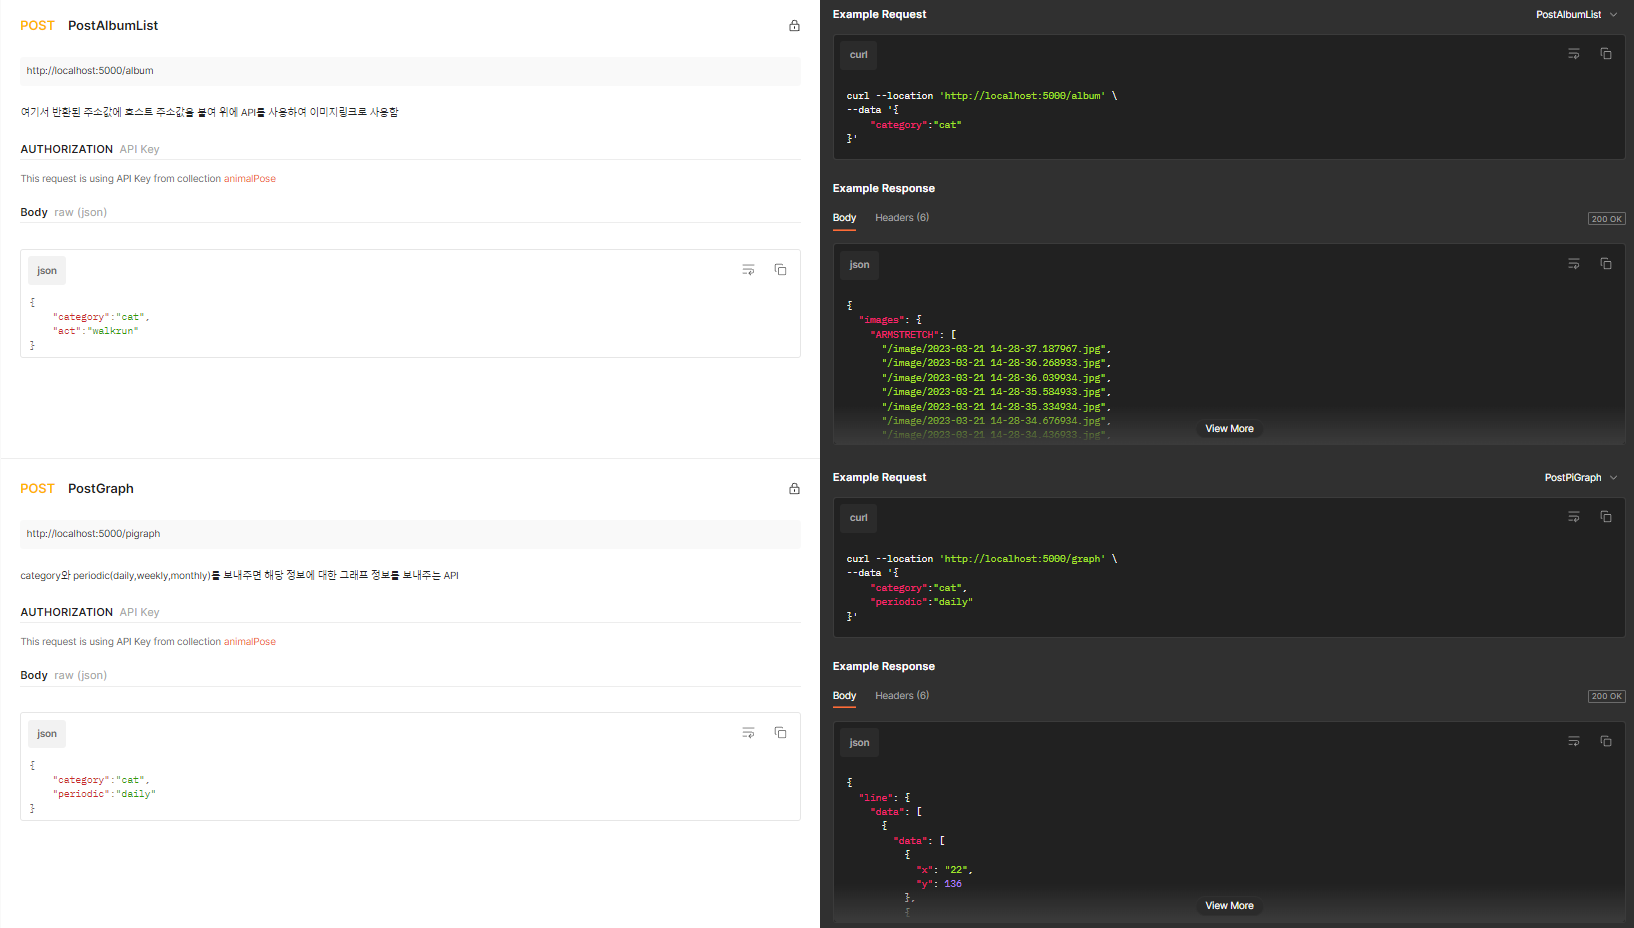 POST PostAlbumList
http://localhost:5000/album
여기서 반환된 주소값에 호스트 주소값을 붙여 위에 API를 사용하여 이미지링크로 사용함
AUTHORIZATION API Key
This request is using API Key from collection animalPose
Body raw (json)
json
{
"category":"cat",
"act":"walkrun"
}
Example Request
PostAlbumList
curl
curl --location 'http://localhost:5000/album' \
--data '{
"category":"cat"
}'
Example Response
Body Headers (6)
200 OK
json
{
"images": {
"ARMSTRETCH": [
"/image/2023-03-21 14-28-37.187967.jpg",
"/image/2023-03-21 14-28-36.268933.jpg",
"/image/2023-03-21 14-28-36.039934.jpg",
"/image/2023-03-21 14-28-35.584933.jpg",
"/image/2023-03-21 14-28-35.334934.jpg",
"/image/2023-03-21 14-28-34.676934.jpg",
"/image/2023-03-21 14-28-34.436933.jpg",
View More
POST PostGraph
http://localhost:5000/pigraph
category와 periodic(daily,weekly,monthly)를 보내주면 해당 정보에 대한 그래프 정보를 보내주는 API
AUTHORIZATION API Key
This request is using API Key from collection animalPose
Body raw (json)
json
{
"category":"cat",
"periodic":"daily"
}
Example Request
PostPiGraph
curl
curl --location 'http://localhost:5000/graph' \
--data '{
"category":"cat",
"periodic":"daily"
}'
Example Response
Body Headers (6)
200 OK
json
{
"line": {
"data": [
{
"data": [
{
"x": "22",
"y": 136
},
{
View More